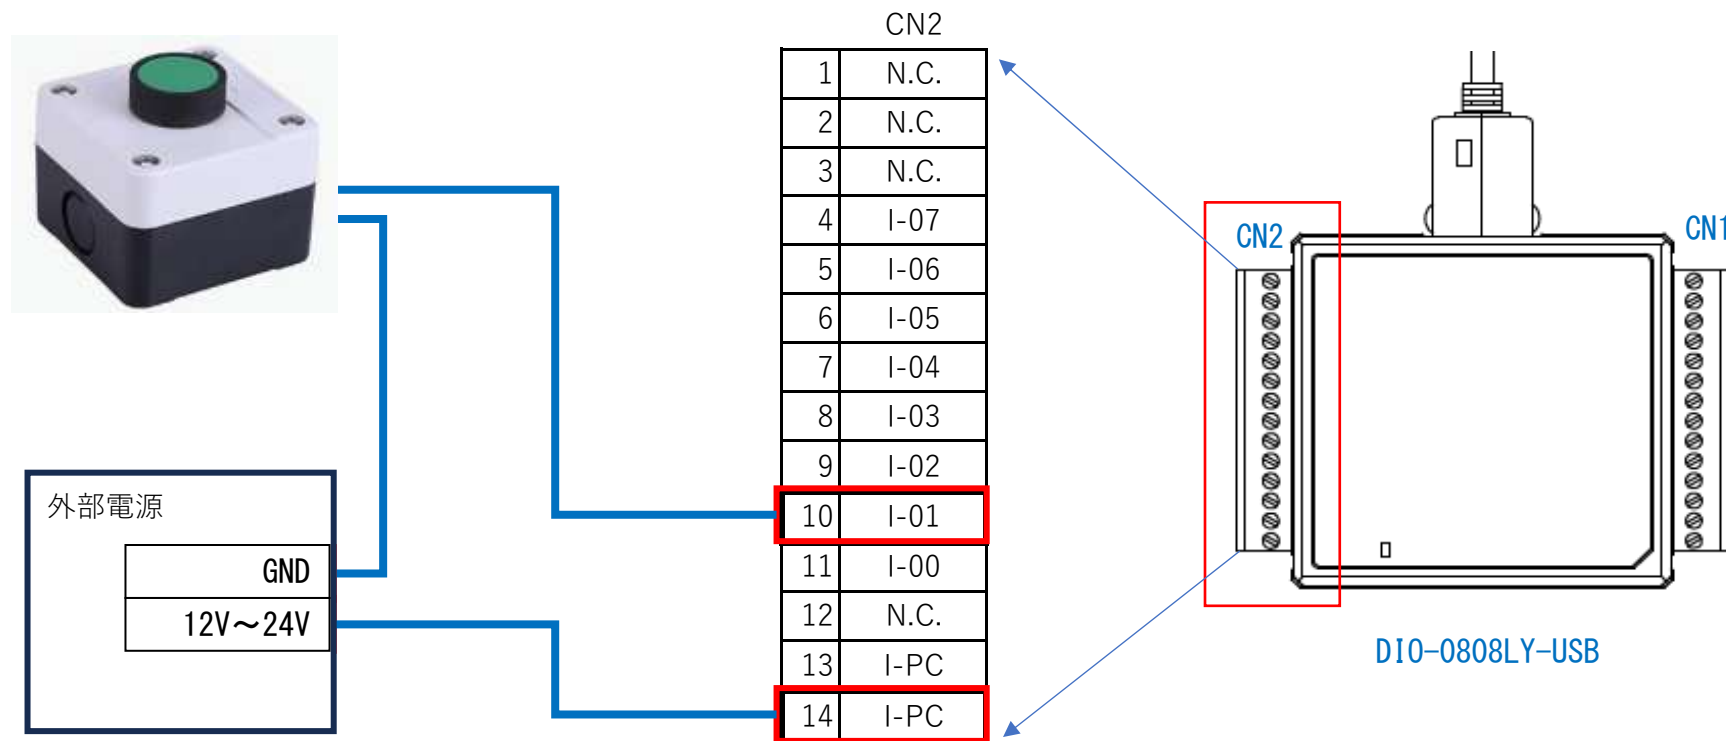 CN2
1 N.C.
2 N.C.
3 N.C.
4 I-07
5 I-06
6 I-05
7 I-04
8 I-03
9 I-02
10 I-01
11 I-00
12 N.C.
13 I-PC
14 I-PC
外部電源
GND
12V～24V
CN2
CN1
DIO-0808LY-USB